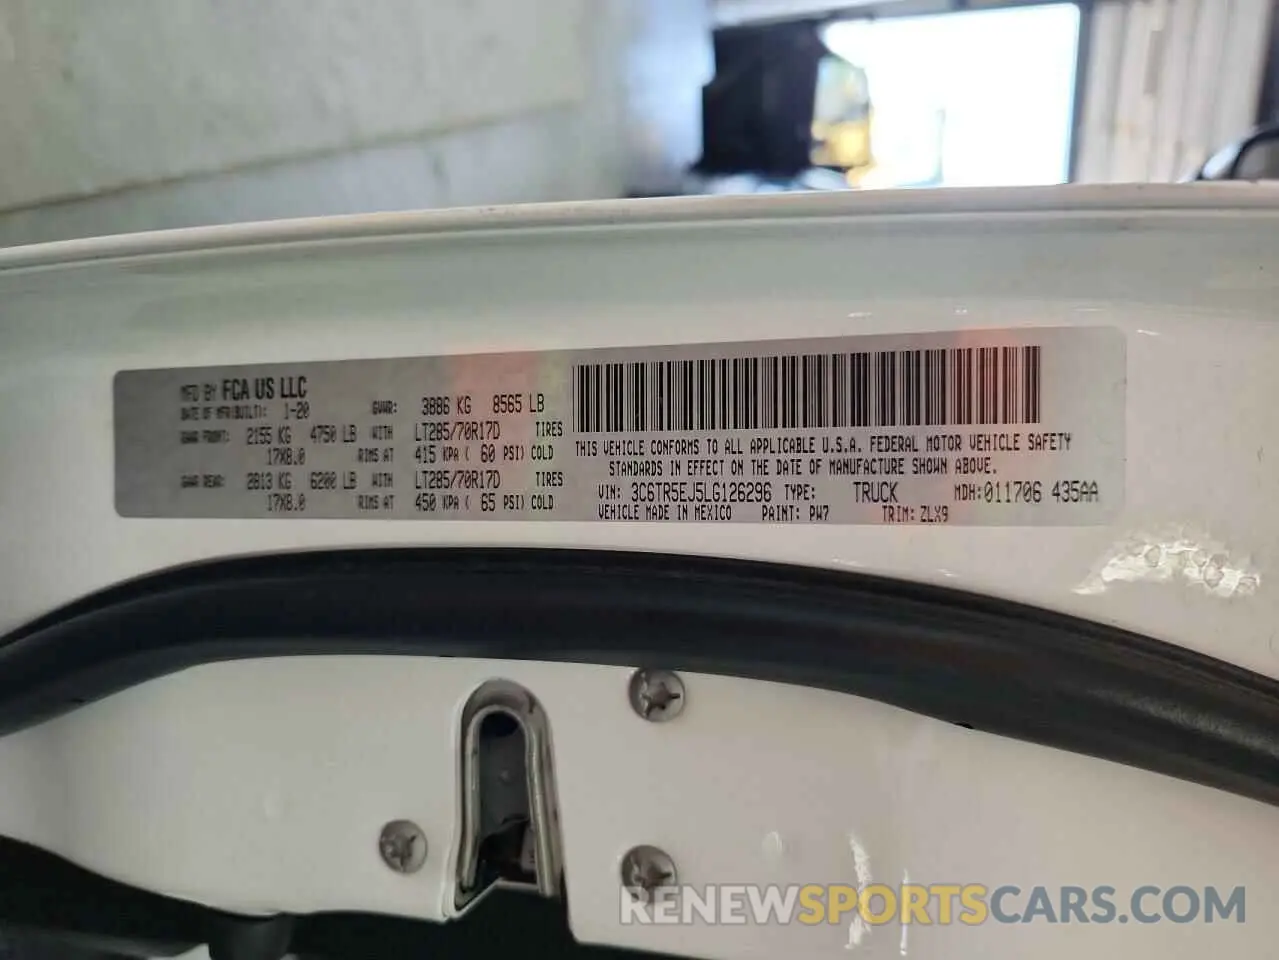 MFD BY FCA US LLC
DATE OF MFR(BUILT): 1-20 GVWR: 3886 KG 8565 LB
GAWR FRONT: 2155 KG 4750 LB WITH LT285/70R17D TIRES
17X8.0 RIMS AT 415 KPA ( 60 PSI) COLD
GAWR REAR: 2813 KG 6200 LB WITH LT285/70R17D TIRES
17X8.0 RIMS AT 450 KPA ( 65 PSI) COLD
THIS VEHICLE CONFORMS TO ALL APPLICABLE U.S.A. FEDERAL MOTOR VEHICLE SAFETY
STANDARDS IN EFFECT ON THE DATE OF MANUFACTURE SHOWN ABOVE.
VIN: 3C6TR5EJ5LG126296 TYPE: TRUCK MDH:011706 435AA
VEHICLE MADE IN MEXICO PAINT: PW7 TRIM: ZLX9
RENEWSPORTSCARS.COM